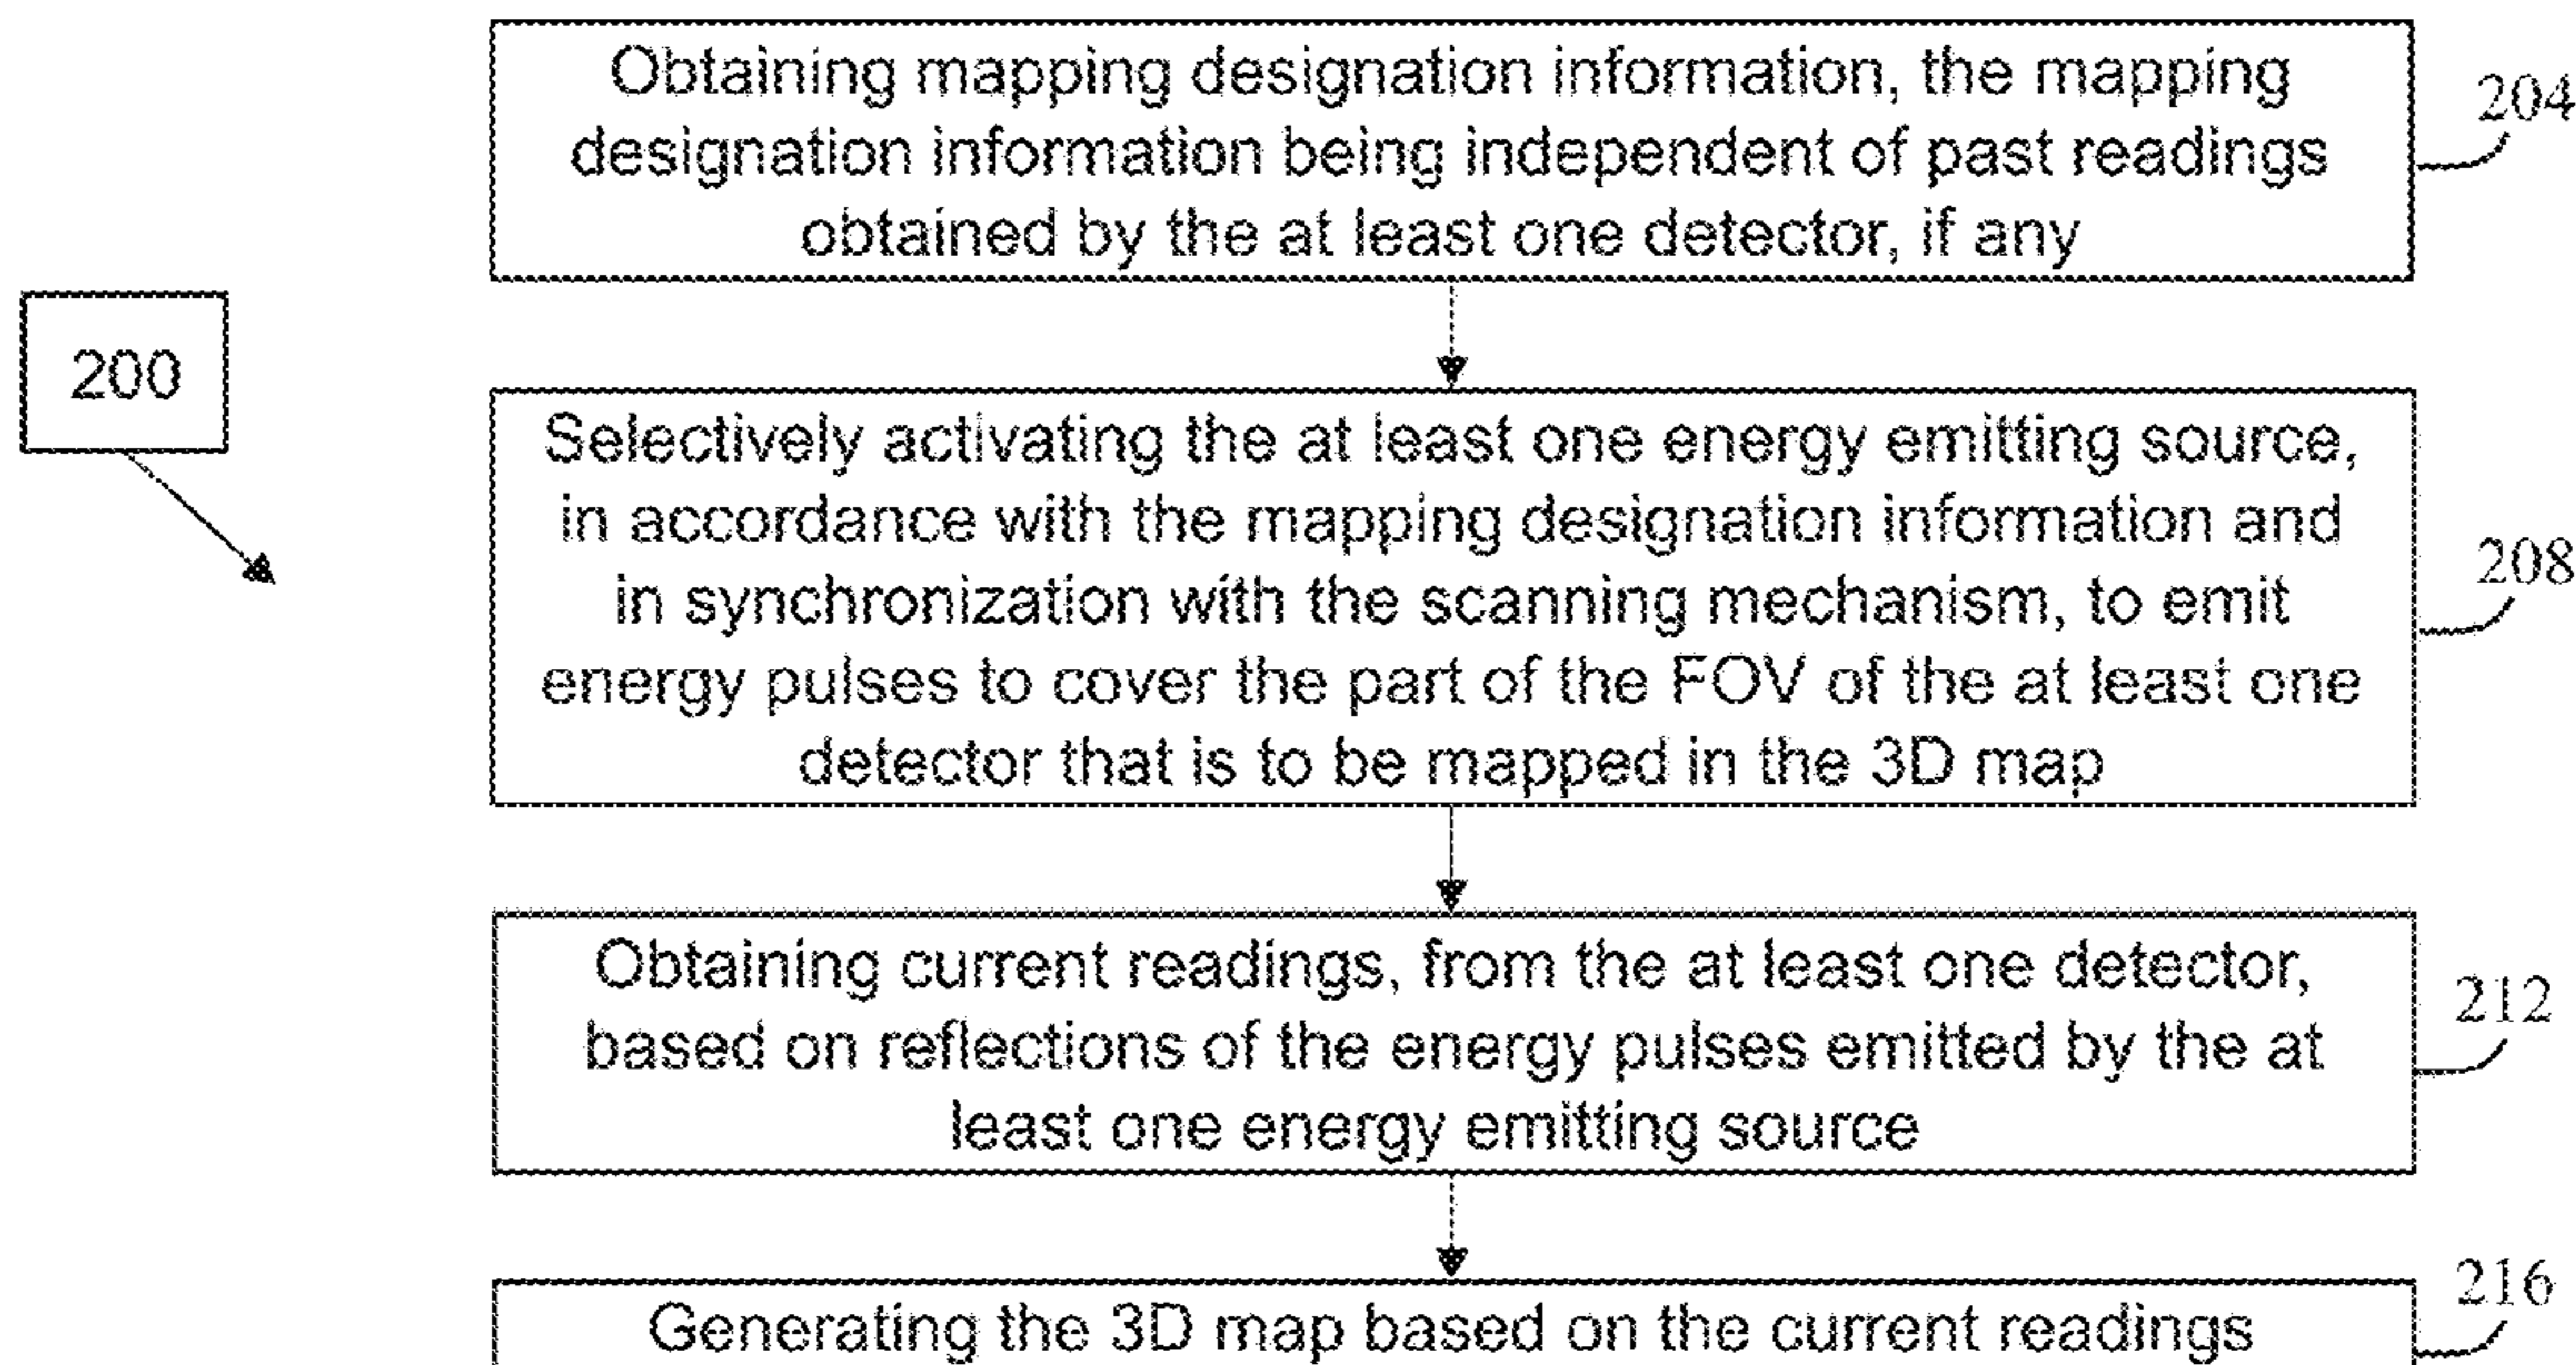 Obtaining mapping designation information, the mapping
designation information being independent of past readings
obtained by the at least one detector, if any
204
200
Selectively activating the at least one energy emitting source,
in accordance with the mapping designation information and
in synchronization with the scanning mechanism, to emit
energy pulses to cover the part of the FOV of the at least one
detector that is to be mapped in the 3D map
208
Obtaining current readings, from the at least one detector,
based on reflections of the energy pulses emitted by the at
least one energy emitting source
212
Generating the 3D map based on the current readings
216